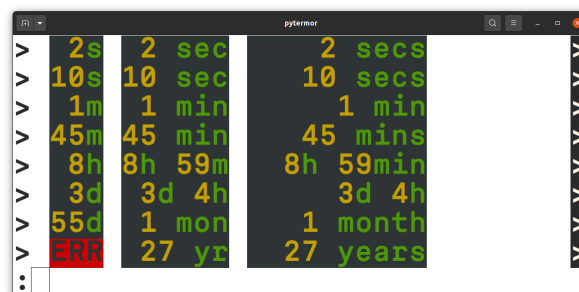 pytermor
> 2s 2 sec 2 secs >
> 10s 10 sec 10 secs >
> 1m 1 min 1 min >
> 45m 45 min 45 mins >
> 8h 8h 59m 8h 59min >
> 3d 3d 4h 3d 4h >
> 55d 1 mon 1 month >
> ERR 27 yr 27 years >
: